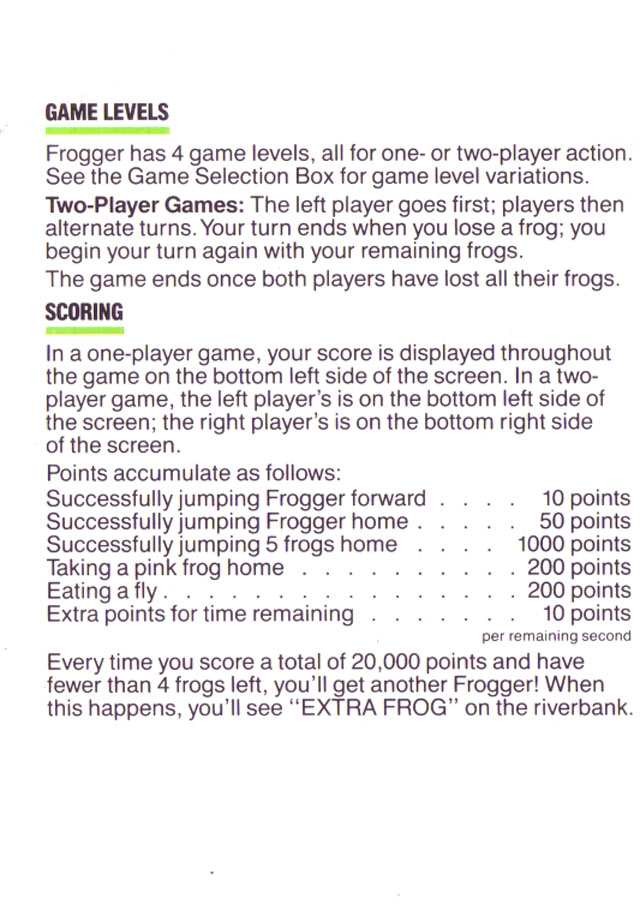 GAME LEVELS
Frogger has 4 game levels, all for one- or two-player action.
See the Game Selection Box for game level variations.
Two-Player Games: The left player goes first; players then
alternate turns. Your turn ends when you lose a frog; you
begin your turn again with your remaining frogs.
The game ends once both players have lost all their frogs.
SCORING
In a one-player game, your score is displayed throughout
the game on the bottom left side of the screen. In a two-
player game, the left player's is on the bottom left side of
the screen; the right player's is on the bottom right side
of the screen.
Points accumulate as follows:
Successfully jumping Frogger forward . . . . 10 points
Successfully jumping Frogger home . . . . . 50 points
Successfully jumping 5 frogs home . . . . 1000 points
Taking a pink frog home . . . . . . . . . . 200 points
Eating a fly . . . . . . . . . . . . . . . . 200 points
Extra points for time remaining . . . . . . . 10 points
per remaining second
Every time you score a total of 20,000 points and have
fewer than 4 frogs left, you'll get another Frogger! When
this happens, you'll see "EXTRA FROG" on the riverbank.